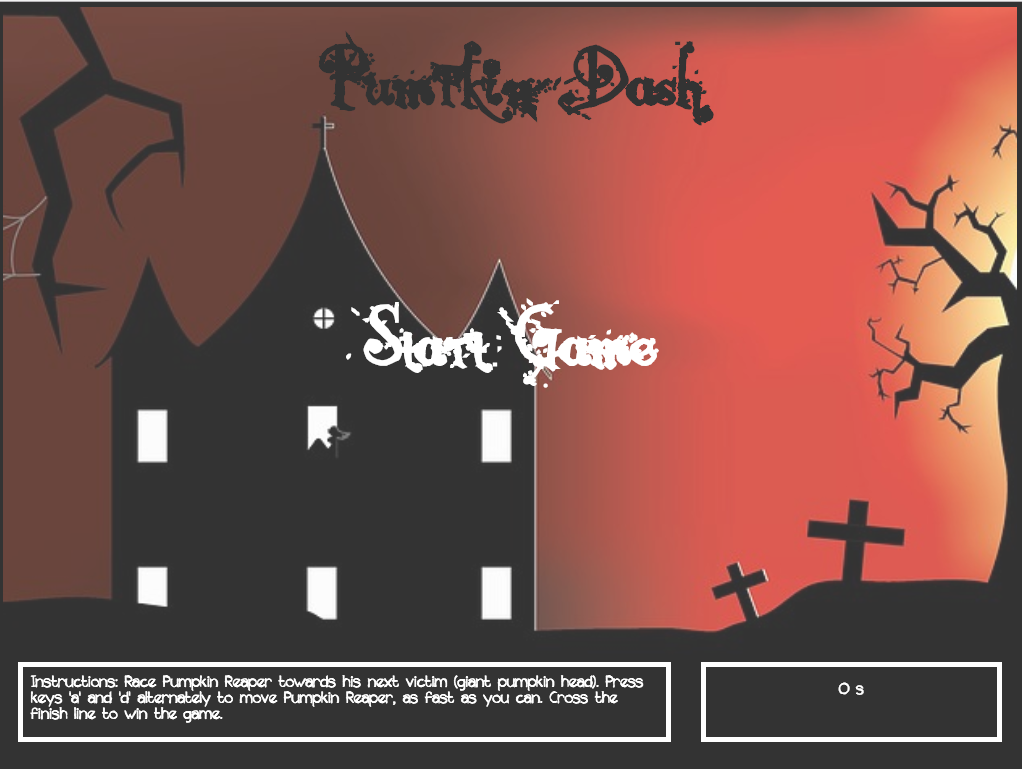 Pumpkin Dash
Start Game
Instructions: Race Pumpkin Reaper towards his next victim (giant pumpkin head). Press
keys 'a' and 'd' alternately to move Pumpkin Reaper, as fast as you can. Cross the
finish line to win the game.
0 s